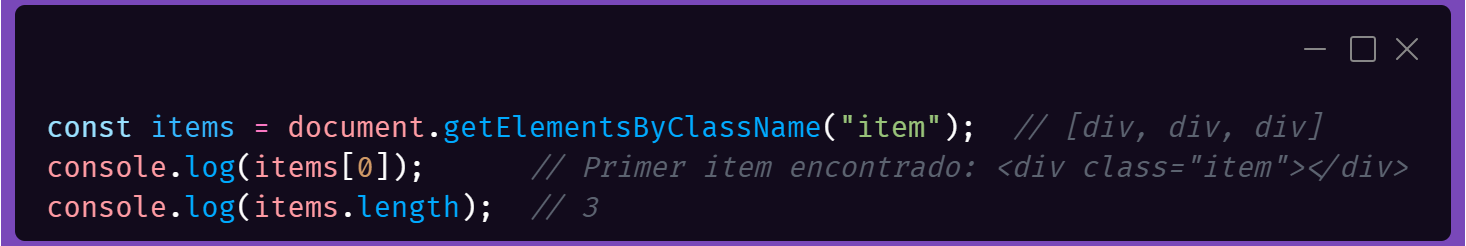 const items = document.getElementsByClassName("item");  // [div, div, div]
console.log(items[0]);      // Primer item encontrado: <div class="item"></div>
console.log(items.length);  // 3